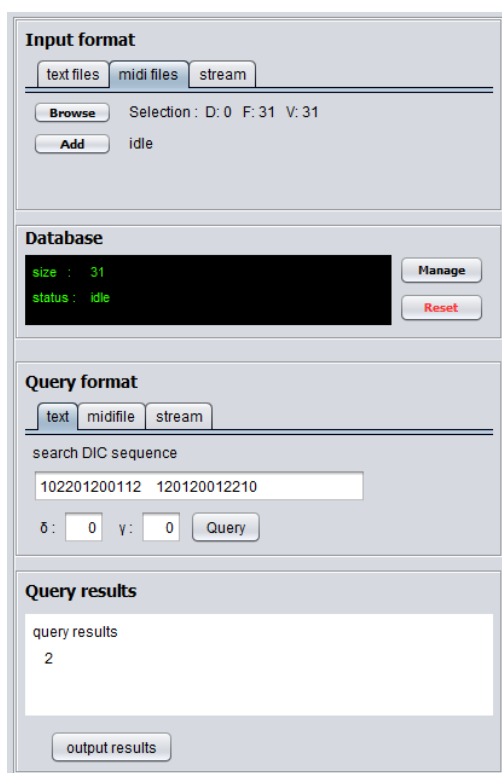 Input format
text files midi files stream
Browse Selection : D: 0 F: 31 V: 31
Add idle
Database
size : 31
Manage
status : idle
Reset
Query format
text midifile stream
search DIC sequence
102201200112 120120012210
δ : 0 γ : 0 Query
Query results
query results
2
output results